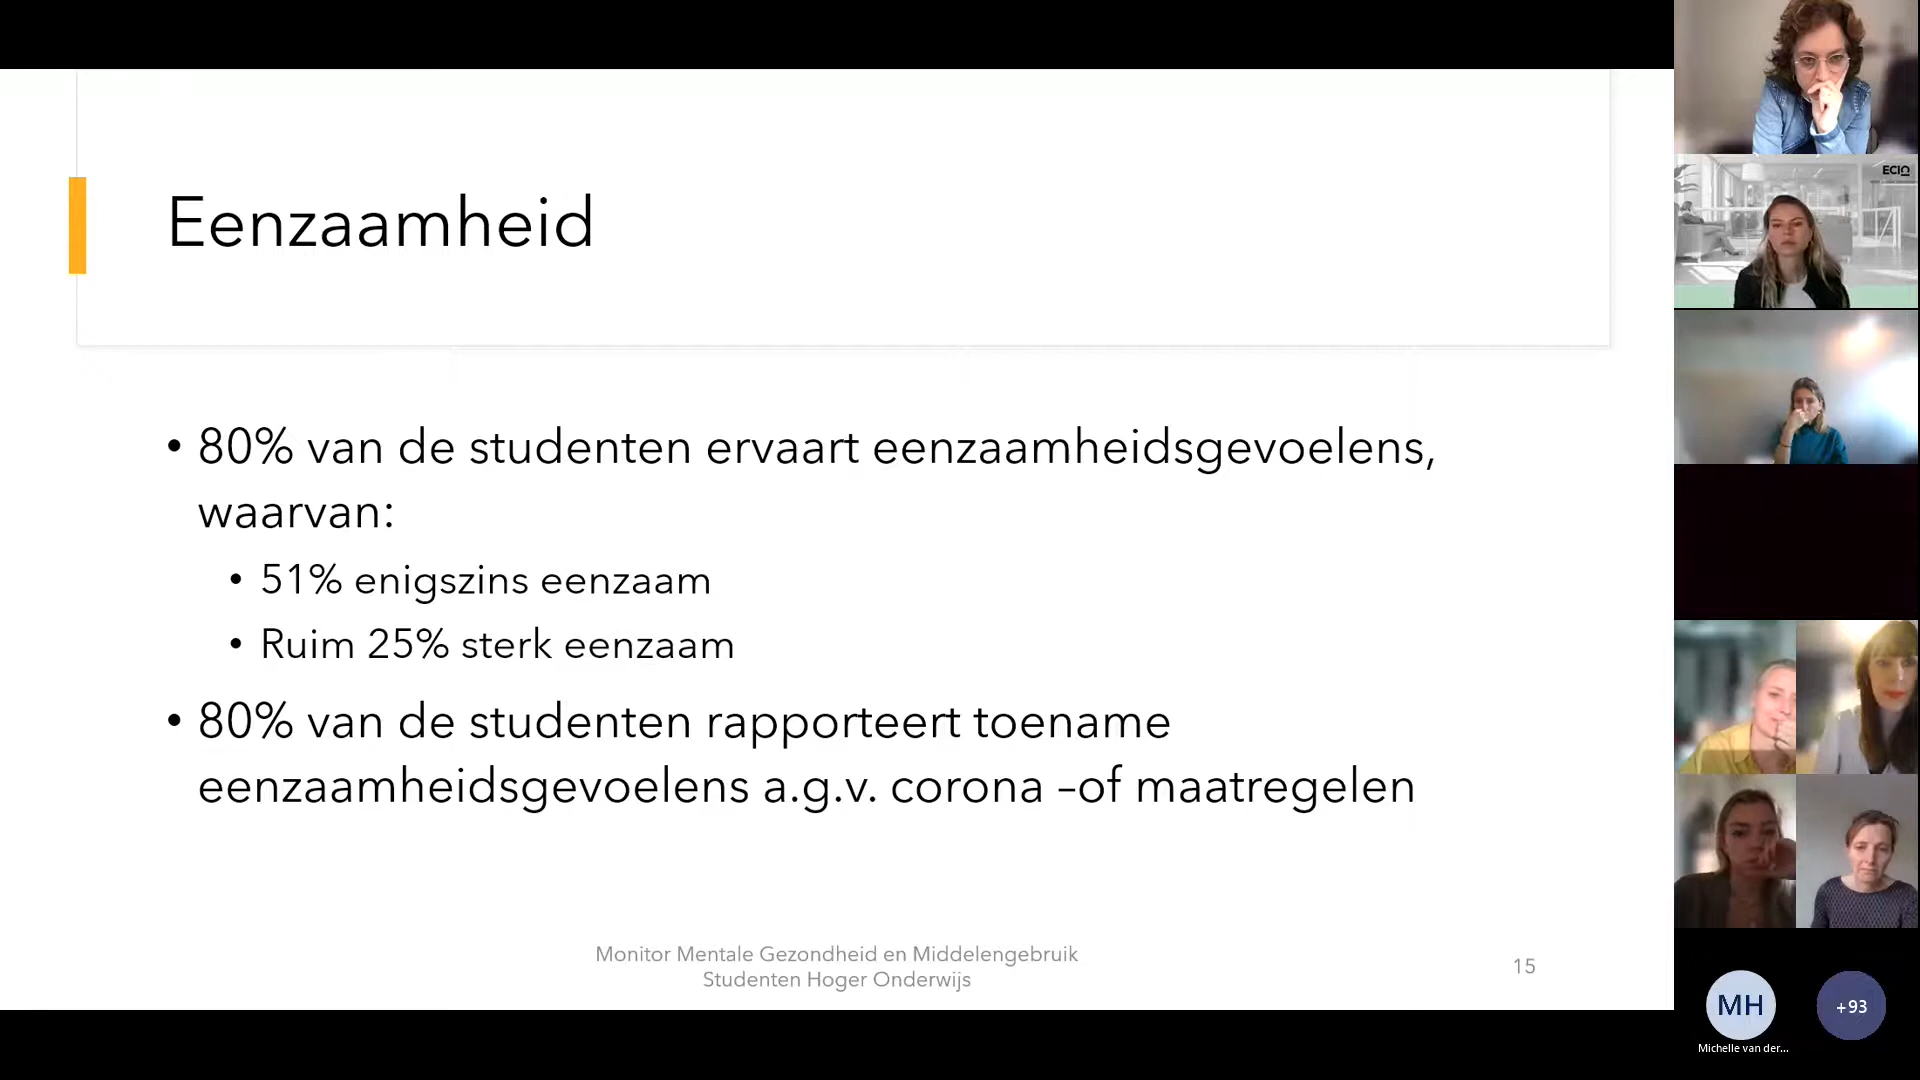 Eenzaamheid
• 80% van de studenten ervaart eenzaamheidsgevoelens,
waarvan:
• 51% enigszins eenzaam
• Ruim 25% sterk eenzaam
• 80% van de studenten rapporteert toename
eenzaamheidsgevoelens a.g.v. corona –of maatregelen
Monitor Mentale Gezondheid en Middelengebruik
Studenten Hoger Onderwijs
15
ECIO
MH
+93
Michelle van der...